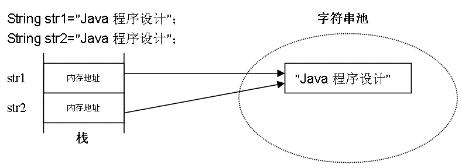 String str1="Java 程序设计";
String str2="Java 程序设计";
字符串池
str1 内存地址
"Java 程序设计"
str2 内存地址
栈